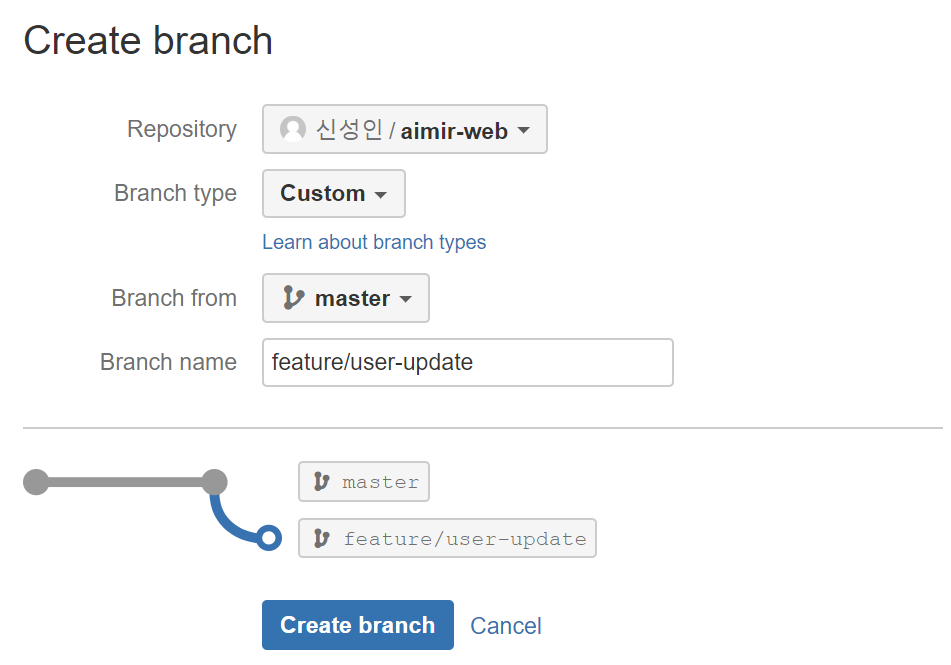 Create branch
Repository 신성인 / aimir-web
Branch type Custom
Learn about branch types
Branch from master
Branch name feature/user-update
master
feature/user-update
Create branch Cancel